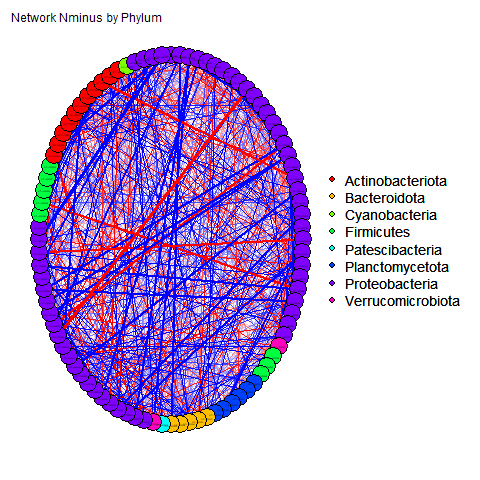 Network Nminus by Phylum
Actinobacteriota
Bacteroidota
Cyanobacteria
Firmicutes
Patescibacteria
Planctomycetota
Proteobacteria
Verrucomicrobiota